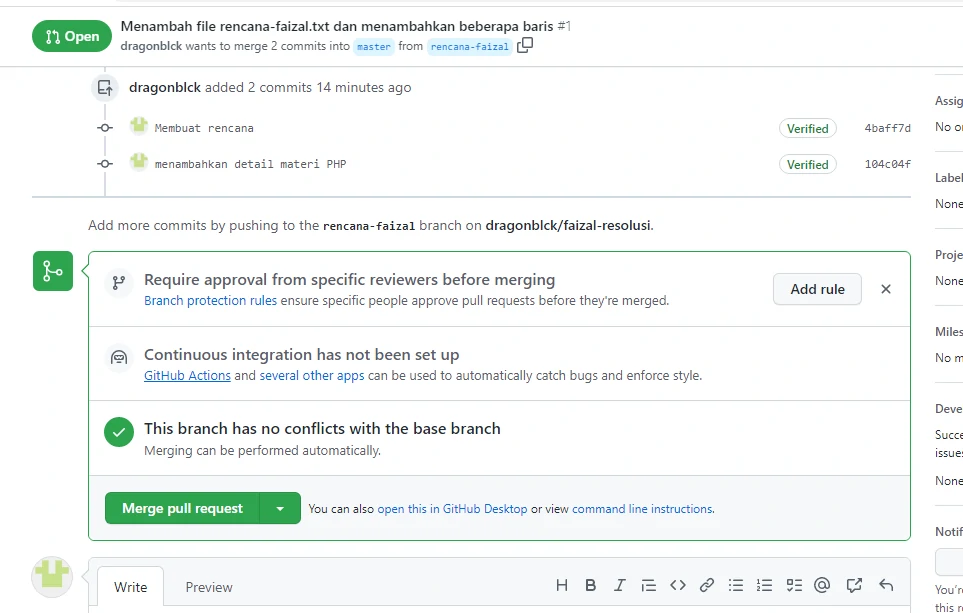 Open
Menambah file rencana-faizal.txt dan menambahkan beberapa baris #1
dragonblck wants to merge 2 commits into master from rencana-faizal
dragonblck added 2 commits 14 minutes ago
Membuat rencana Verified 4baff7d
menambahkan detail materi PHP Verified 104c04f
Add more commits by pushing to the rencana-faizal branch on dragonblck/faizal-resolusi.
Require approval from specific reviewers before merging
Branch protection rules ensure specific people approve pull requests before they're merged.
Add rule
Continuous integration has not been set up
GitHub Actions and several other apps can be used to automatically catch bugs and enforce style.
This branch has no conflicts with the base branch
Merging can be performed automatically.
Merge pull request
You can also open this in GitHub Desktop or view command line instructions.
Write Preview
Assig
No o
Label
None
Proje
None
Miles
No m
Deve
Succe
issues
None
Notif
You're
this r